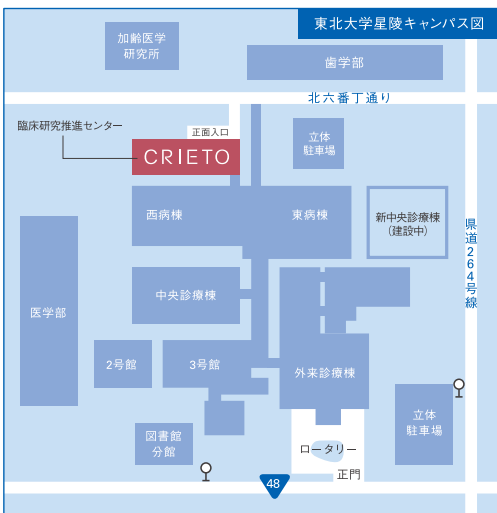 東北大学星陵キャンパス図
加齢医学
研究所
歯学部
北六番丁通り
臨床研究推進センター
正面入口
CRIETO
立体
駐車場
西病棟
東病棟
新中央診療棟
(建設中)
県道264号線
中央診療棟
医学部
2号館
3号館
外来診療棟
立体
駐車場
図書館
分館
ロータリー
正門
48